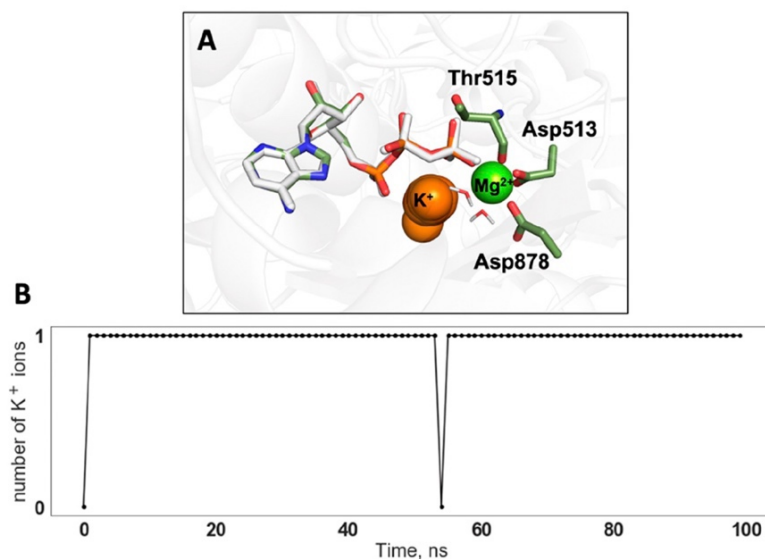 A
Thr515
Asp513
K⁺
Mg²⁺
Asp878
B
number of K⁺ ions
1
0
0 20 40 60 80 100
Time, ns